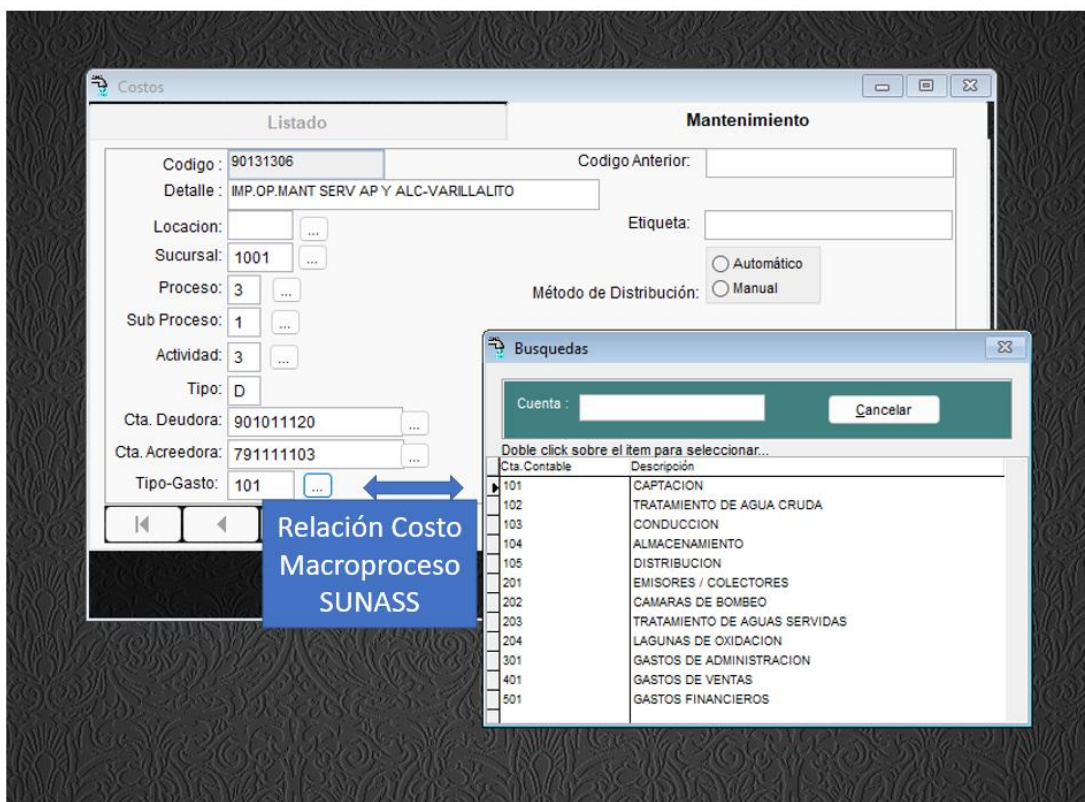 Costos
Listado
Mantenimiento
Codigo : 90131306
Codigo Anterior:
Detalle : IMP.OP.MANT SERV AP Y ALC-VARILLALITO
Locacion: ...
Etiqueta:
Sucursal: 1001 ...
Automático
Proceso: 3 ...
Método de Distribución:
Manual
Sub Proceso: 1 ...
Actividad: 3 ...
Tipo: D
Cta. Deudora: 901011120 ...
Cta. Acreedora: 791111103 ...
Tipo-Gasto: 101 ...
Relación Costo
Macroproceso
SUNASS
Busquedas
Cuenta :
Cancelar
Doble click sobre el item para seleccionar...
Cta.Contable Descripción
101 CAPTACION
102 TRATAMIENTO DE AGUA CRUDA
103 CONDUCCION
104 ALMACENAMIENTO
105 DISTRIBUCION
201 EMISORES / COLECTORES
202 CAMARAS DE BOMBEO
203 TRATAMIENTO DE AGUAS SERVIDAS
204 LAGUNAS DE OXIDACION
301 GASTOS DE ADMINISTRACION
401 GASTOS DE VENTAS
501 GASTOS FINANCIEROS